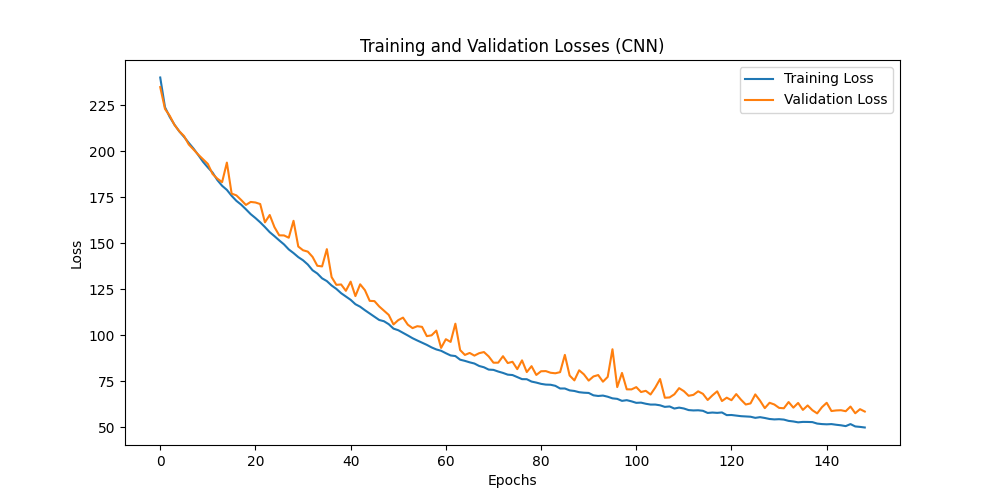 Training and Validation Losses (CNN)
Training Loss
Validation Loss
225
200
175
150
125
100
75
50
Loss
0 20 40 60 80 100 120 140
Epochs